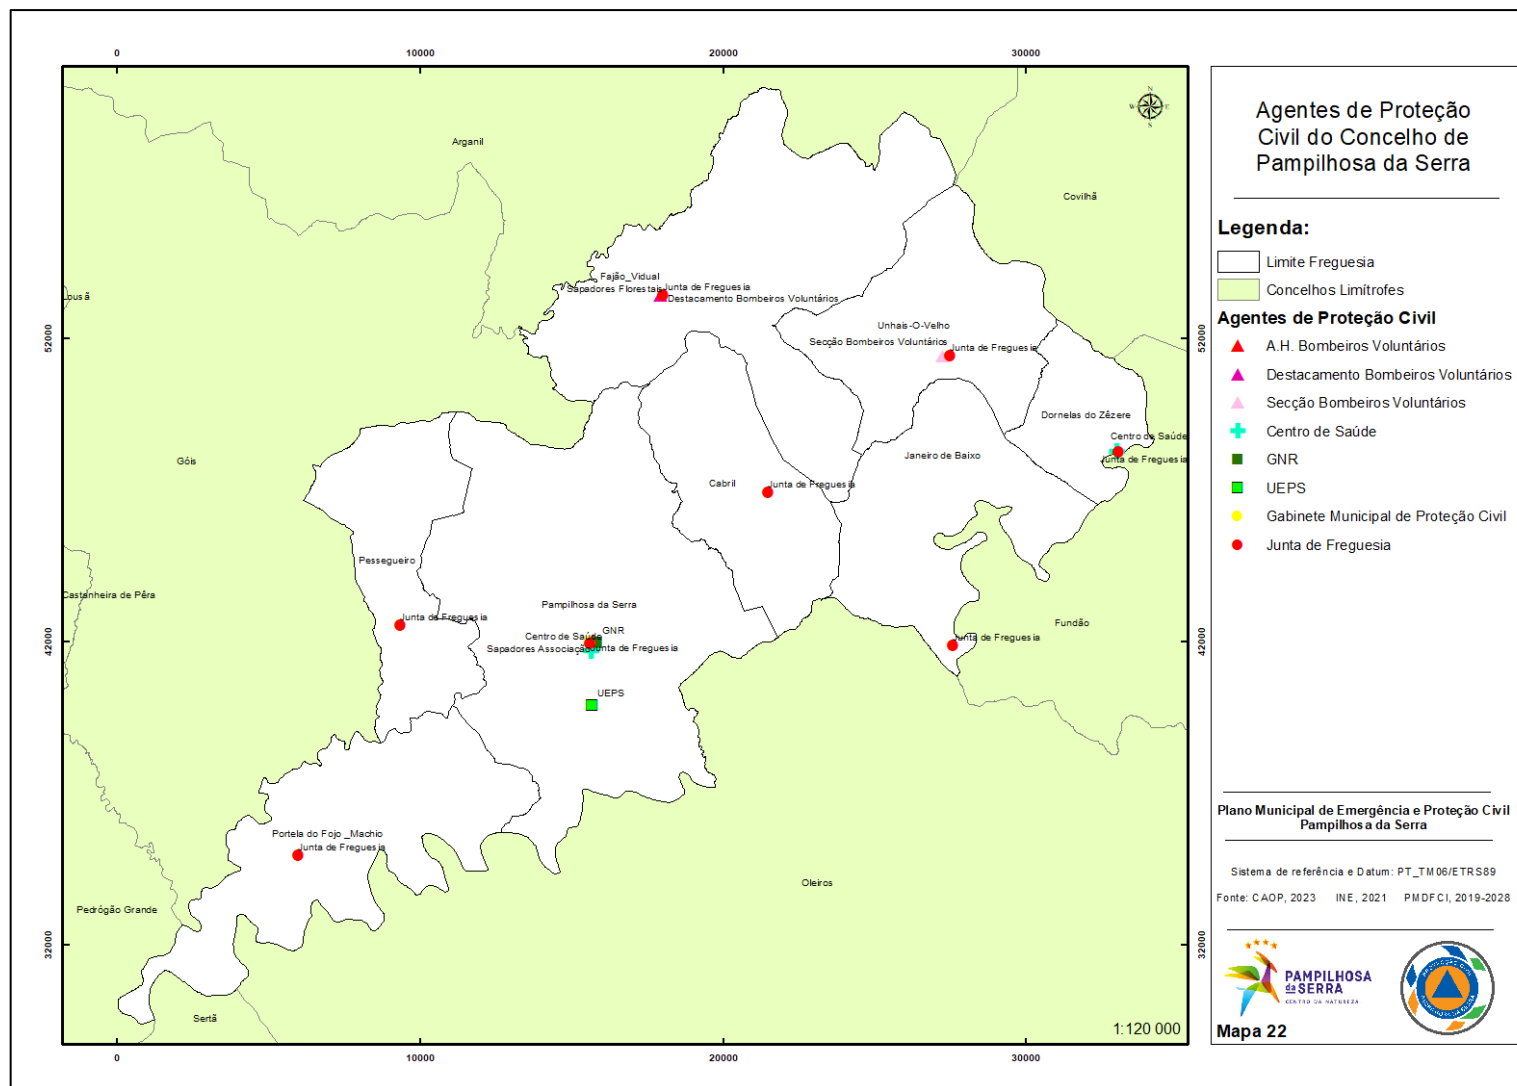 0
10000
20000
30000
Arganil
Covilhã
Lousã
Fajão_Vidual
Sapadores Florestais
Junta de Freguesia
Destacamento Bombeiros Voluntários
52000
52000
Unhais-O-Velho
Secção Bombeiros Voluntários
Junta de Freguesia
Dornelas do Zêzere
Centro de Saúde
Junta de Freguesia
Janeiro de Baixo
Góis
Cabril
Junta de Freguesia
Pessegueiro
Castanheira de Pêra
Junta de Freguesia
Pampilhosa da Serra
GNR
Centro de Saúde
Sapadores Associação
Junta de Freguesia
Fundão
Junta de Freguesia
42000
42000
UEPS
Portela do Fojo _Machio
Junta de Freguesia
Oleiros
Pedrógão Grande
32000
32000
Sertã
1:120 000
0
10000
20000
30000
N
W
E
S
Agentes de Proteção
Civil do Concelho de
Pampilhosa da Serra
Legenda:
Limite Freguesia
Concelhos Limítrofes
Agentes de Proteção Civil
A.H. Bombeiros Voluntários
Destacamento Bombeiros Voluntários
Secção Bombeiros Voluntários
Centro de Saúde
GNR
UEPS
Gabinete Municipal de Proteção Civil
Junta de Freguesia
Plano Municipal de Emergência e Proteção Civil
Pampilhosa da Serra
Sistema de referência e Datum: PT_TM06/ETRS89
Fonte: CAOP, 2023 INE, 2021 PMDFCI, 2019-2028
PAMPILHOSA
da SERRA
CENTRO DA NATUREZA
Mapa 22